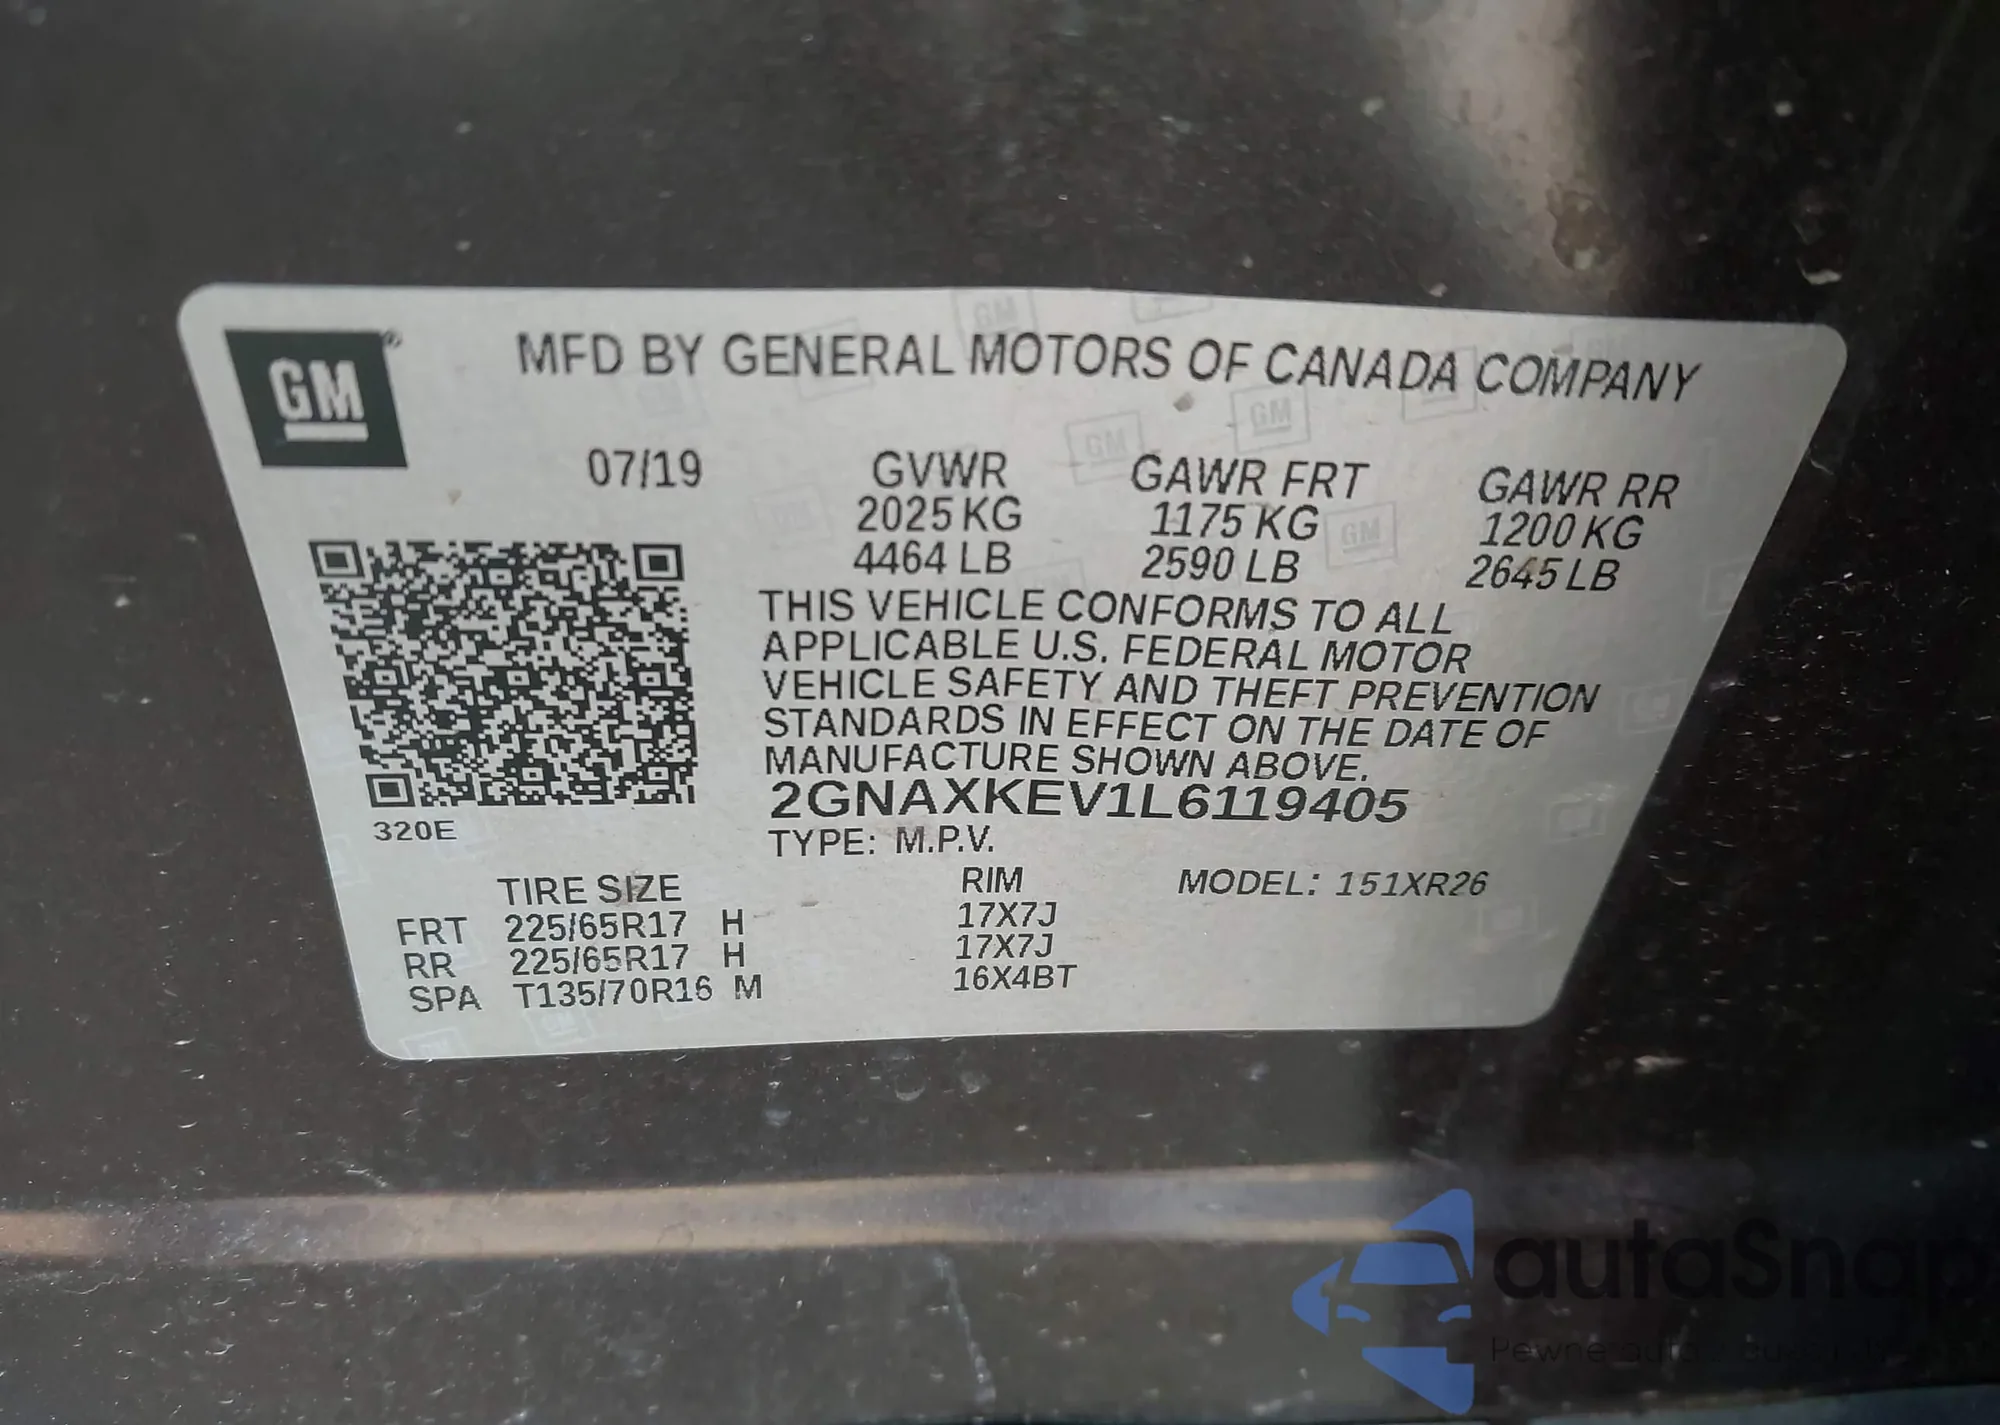 GM
MFD BY GENERAL MOTORS OF CANADA COMPANY
07/19 GVWR GAWR FRT GAWR RR
2025 KG 1175 KG 1200 KG
4464 LB 2590 LB 2645 LB
THIS VEHICLE CONFORMS TO ALL
APPLICABLE U.S. FEDERAL MOTOR
VEHICLE SAFETY AND THEFT PREVENTION
STANDARDS IN EFFECT ON THE DATE OF
MANUFACTURE SHOWN ABOVE.
2GNAXKEV1L6119405
320E
TYPE: M.P.V.
TIRE SIZE RIM MODEL: 151XR26
FRT 225/65R17 H 17X7J
RR 225/65R17 H 17X7J
SPA T135/70R16 M 16X4BT
autaSnap
Pewne auta